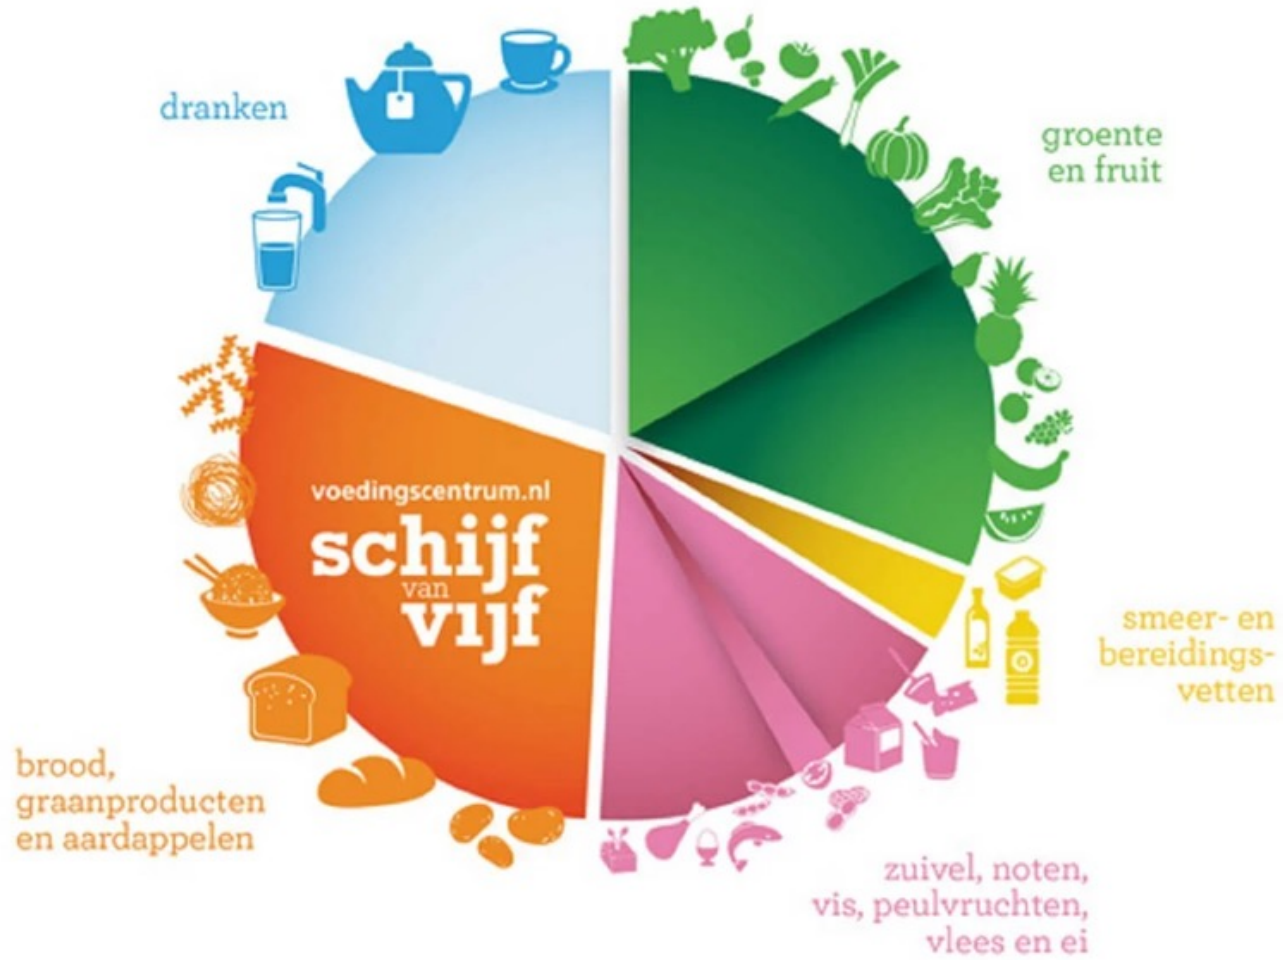 dranken
groente
en fruit
voedingscentrum.nl
schijf
van
vijf
smeer- en
bereidings-
vetten
brood,
graanproducten
en aardappelen
zuivel, noten,
vis, peulvruchten,
vlees en ei